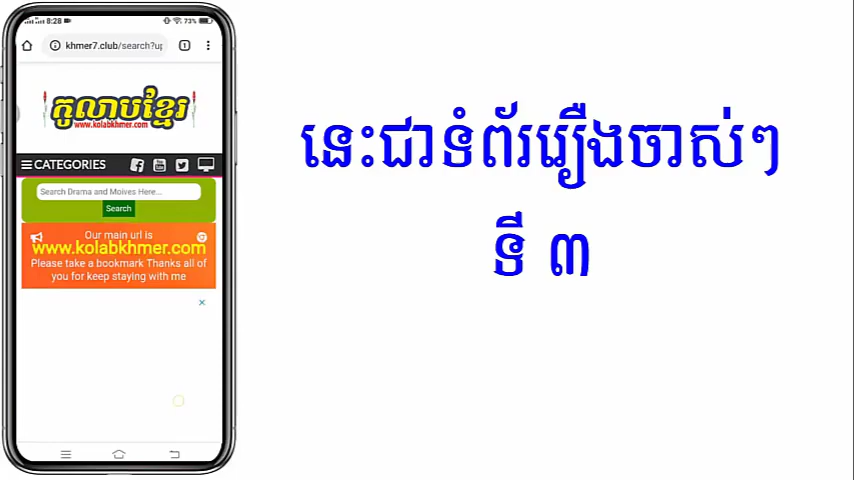 8:28
73%
khmer7.club/search?up
1
កូលាបខ្មែរ
www.kolabkhmer.com
CATEGORIES
Search Drama and Moives Here...
Search
Our main url is
www.kolabkhmer.com
Please take a bookmark Thanks all of
you for keep staying with me
នេះជាទំព័ររឿងចាស់ៗ
ទី ៣